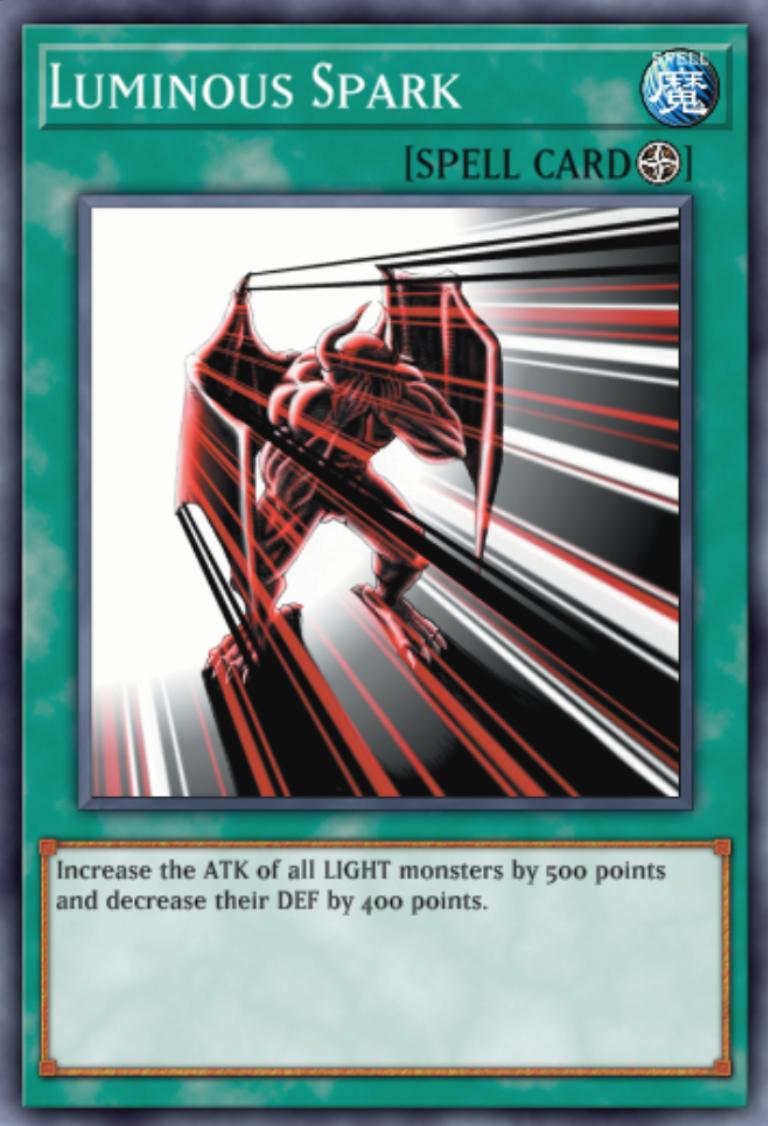 LUMINOUS SPARK
SPELL
魔
[SPELL CARD]
Increase the ATK of all LIGHT monsters by 500 points
and decrease their DEF by 400 points.